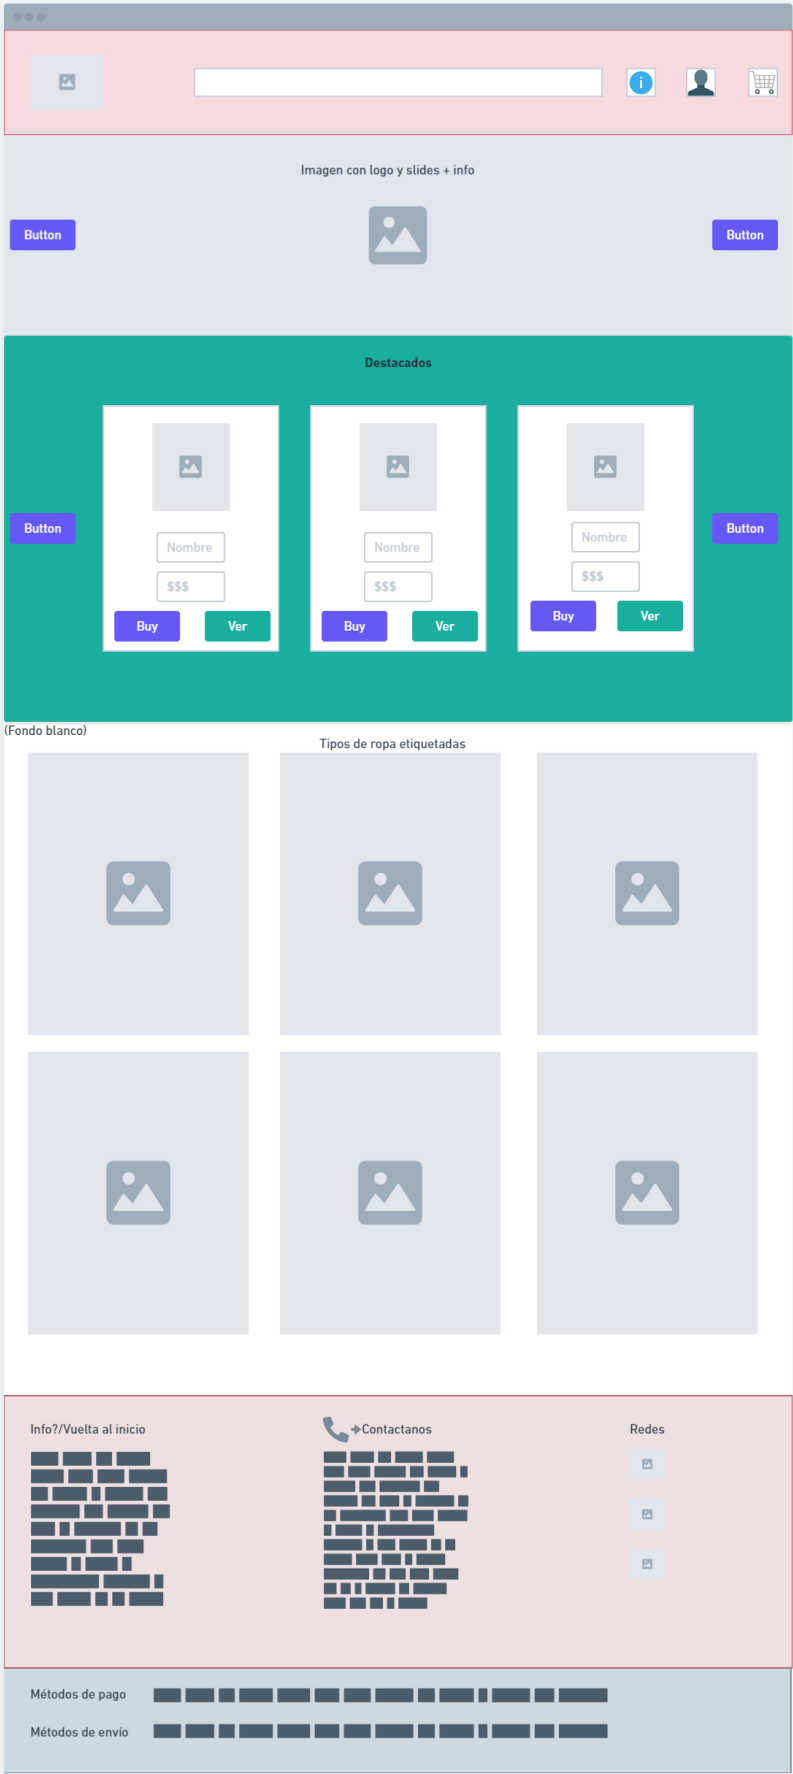 i
Imagen con logo y slides + info
Button
Button
Destacados
Button
Button
Nombre
$$$
Buy
Ver
Nombre
$$$
Buy
Ver
Nombre
$$$
Buy
Ver
(Fondo blanco)
Tipos de ropa etiquetadas
Info?/Vuelta al inicio
Contactanos
Redes
Métodos de pago
Métodos de envío